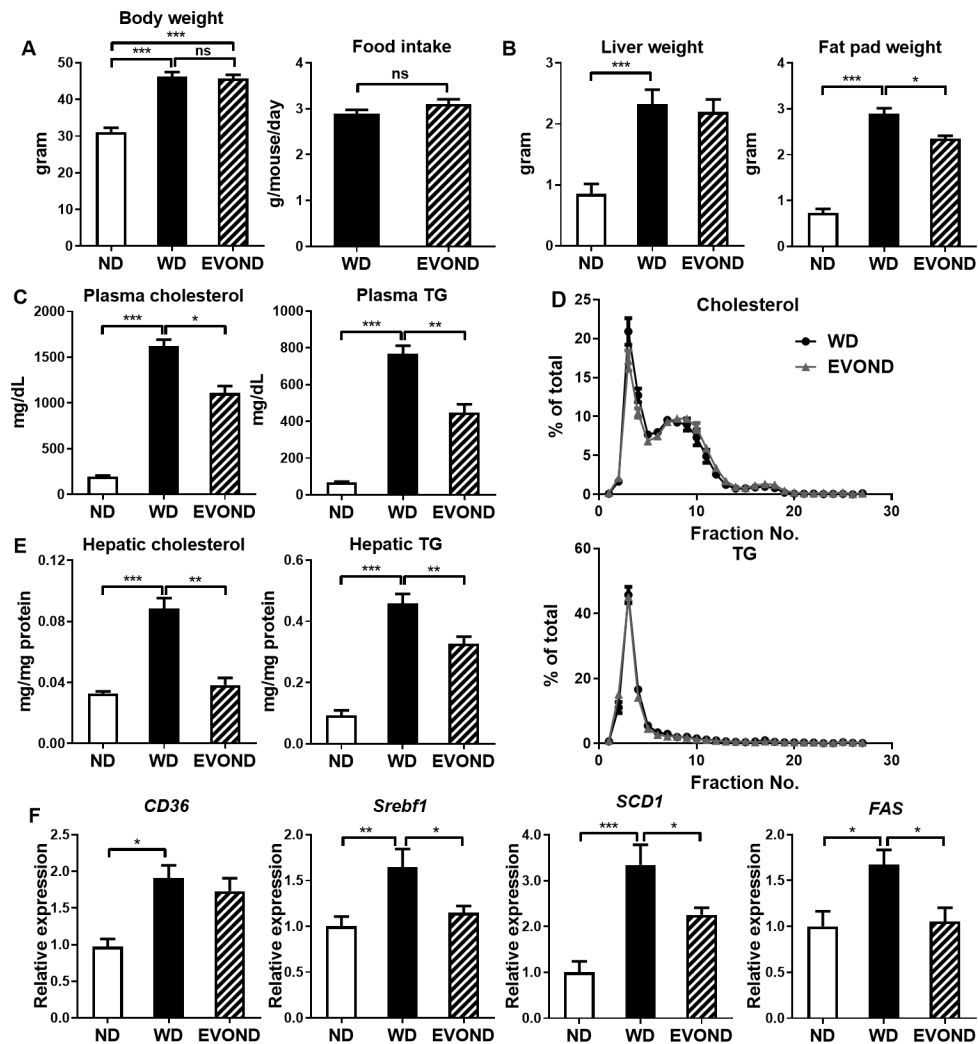 A
Body weight
***
***
ns
gram
50
40
30
20
10
0
ND WD EVOND
Food intake
ns
g/mouse/day
4
3
2
1
0
WD EVOND
B
Liver weight
***
gram
3
2
1
0
ND WD EVOND
Fat pad weight
***
*
gram
4
3
2
1
0
ND WD EVOND
C
Plasma cholesterol
***
*
mg/dL
2000
1500
1000
500
0
ND WD EVOND
Plasma TG
***
**
mg/dL
800
600
400
200
0
ND WD EVOND
D
Cholesterol
WD
EVOND
% of total
25
20
15
10
5
0
0 10 20 30
Fraction No.
TG
% of total
60
40
20
0
0 10 20 30
Fraction No.
E
Hepatic cholesterol
***
**
mg/mg protein
0.12
0.08
0.04
0.00
ND WD EVOND
Hepatic TG
***
**
mg/mg protein
0.6
0.4
0.2
0.0
ND WD EVOND
F
CD36
*
Relative expression
2.5
2.0
1.5
1.0
0.5
0.0
ND WD EVOND
Srebf1
**
*
Relative expression
2.0
1.5
1.0
0.5
0.0
ND WD EVOND
SCD1
***
*
Relative expression
4.0
3.0
2.0
1.0
0.0
ND WD EVOND
FAS
*
*
Relative expression
2.0
1.5
1.0
0.5
0.0
ND WD EVOND